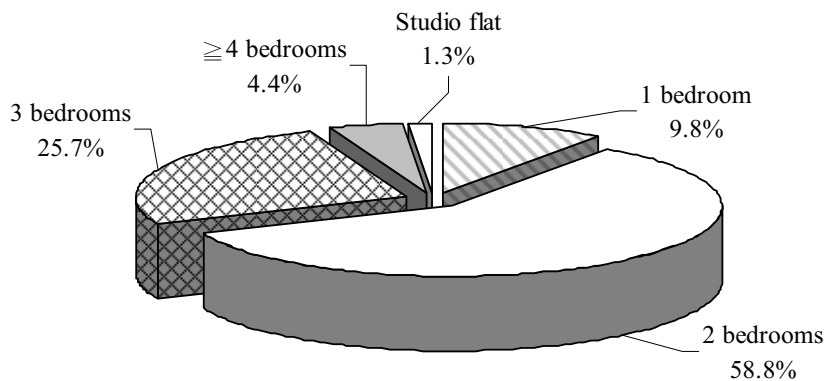 Studio flat
1.3%
≧4 bedrooms
4.4%
1 bedroom
9.8%
3 bedrooms
25.7%
2 bedrooms
58.8%